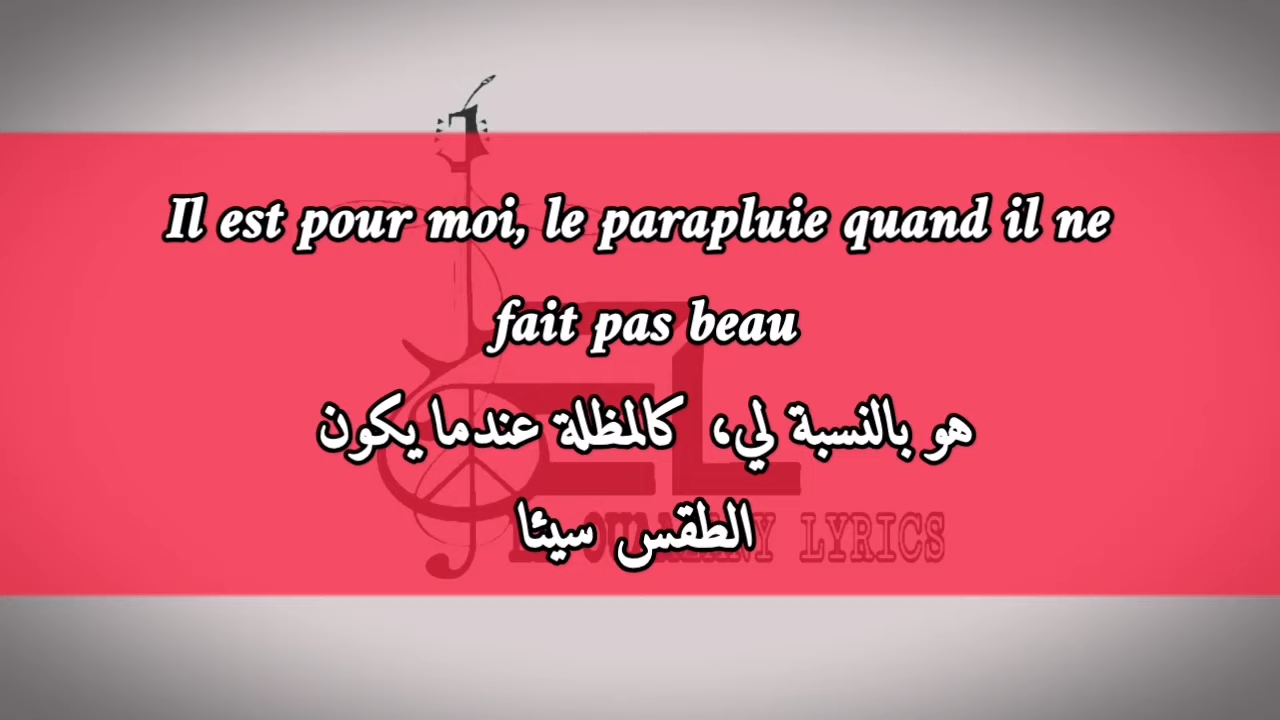 Il est pour moi, le parapluie quand il ne
fait pas beau
هو بالنسبة لي، كالمظلة عندما يكون
الطقس سيئا
LYRICS